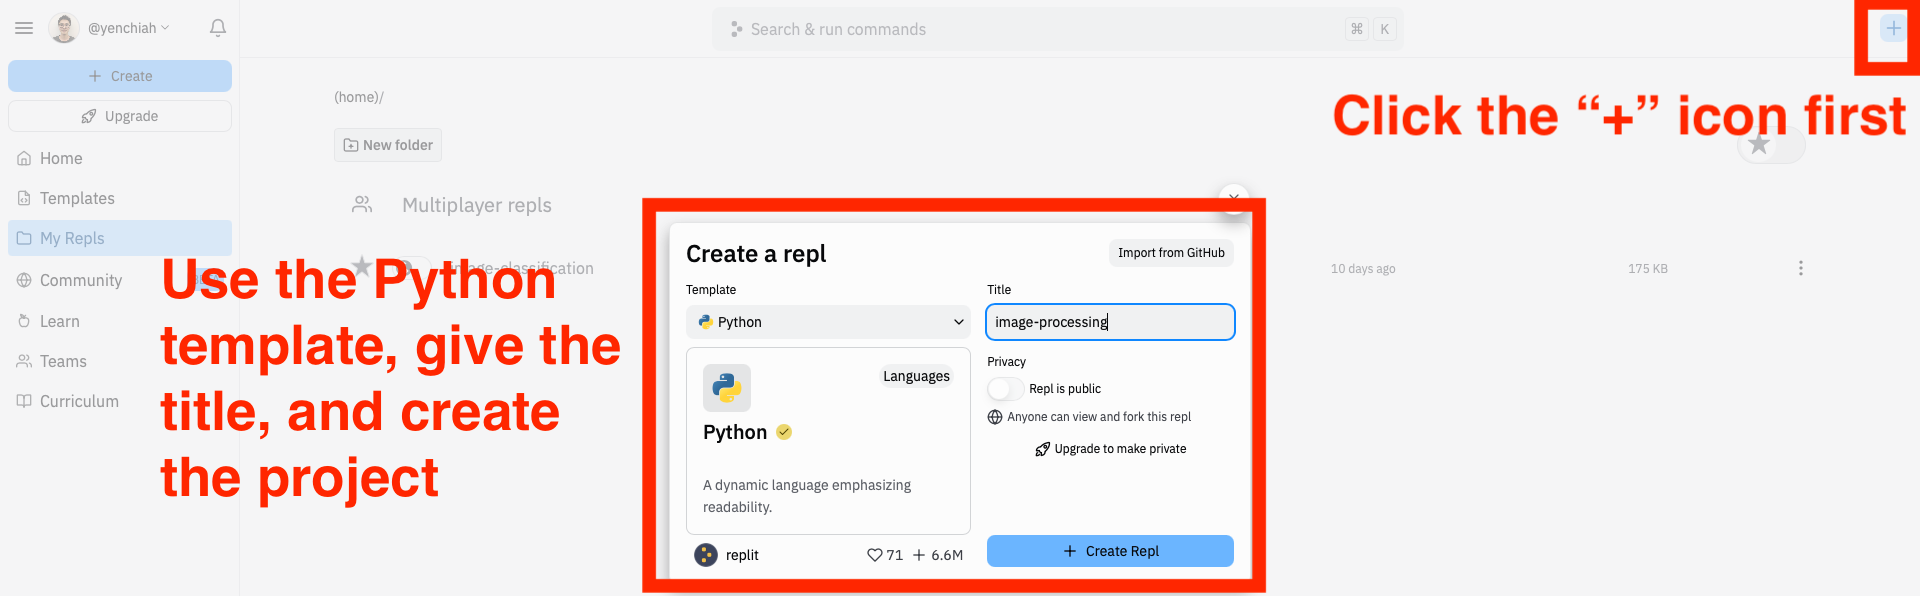 @yenchiah
Search & run commands
⌘ K
+ Create
Upgrade
(home)/
Click the “+” icon first
New folder
Home
Templates
Multiplayer repls
My Repls
Create a repl
Import from GitHub
image-classification
10 days ago
175 KB
Community
Use the Python
template, give the
title, and create
the project
Learn
Teams
Curriculum
Template
Title
Python
image-processing
Languages
Privacy
Repl is public
Anyone can view and fork this repl
Python
Upgrade to make private
A dynamic language emphasizing
readability.
replit
71
+ 6.6M
+ Create Repl